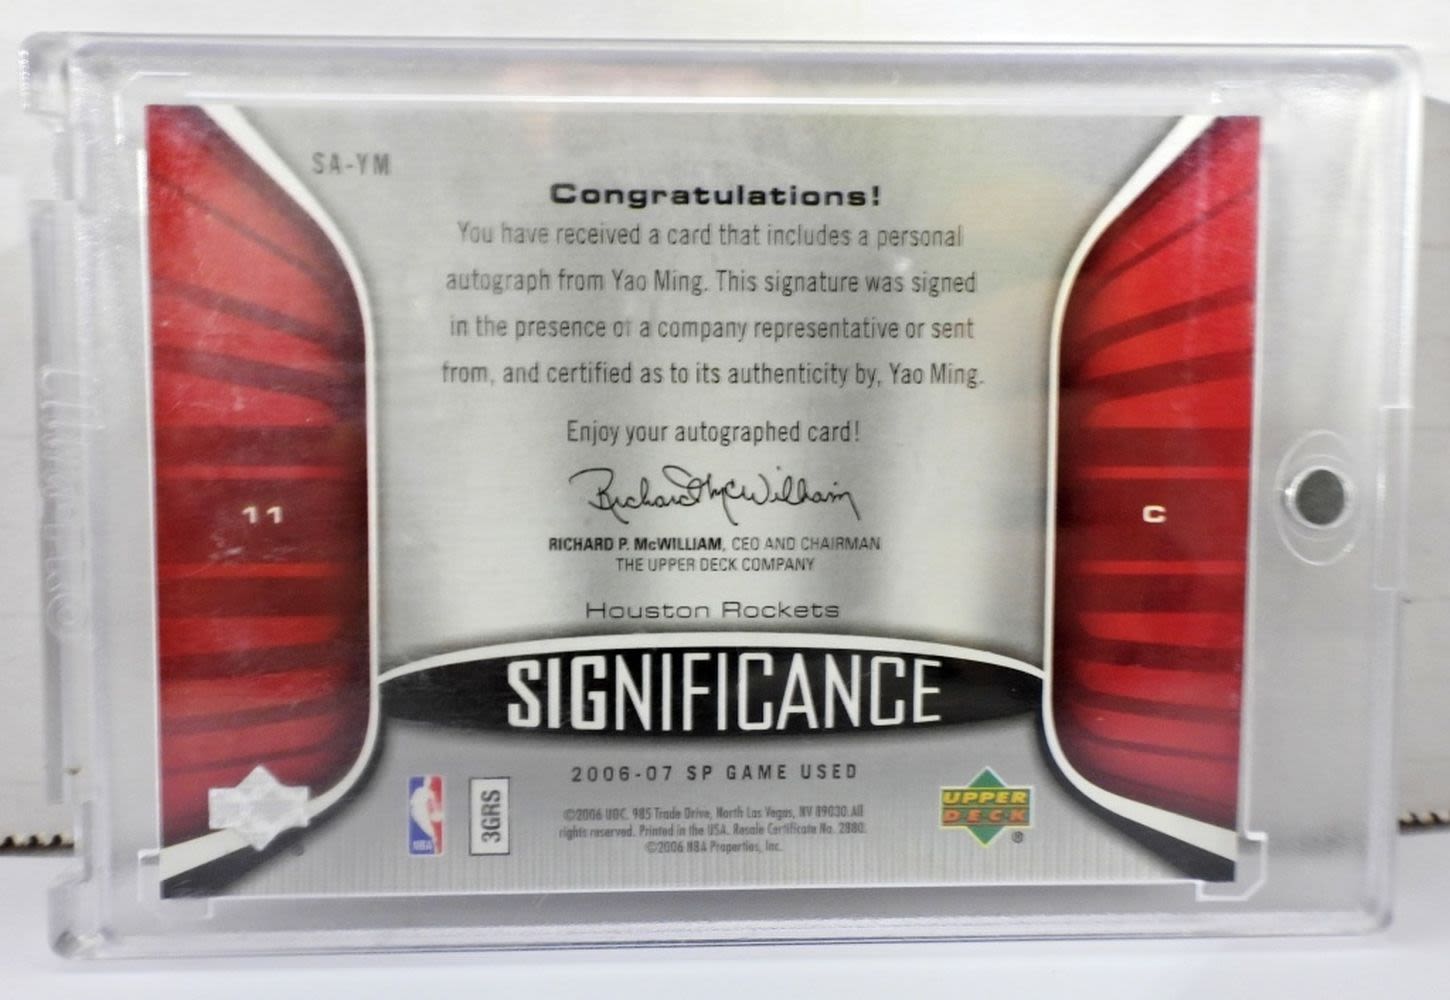 SA-YM
Congratulations!
You have received a card that includes a personal
autograph from Yao Ming. This signature was signed
in the presence of a company representative or sent
from, and certified as to its authenticity by, Yao Ming.
Enjoy your autographed card!
Richard McWilliam
11
C
RICHARD P. McWILLIAM, CEO AND CHAIRMAN
THE UPPER DECK COMPANY
Houston Rockets
SIGNIFICANCE
2006-07 SP GAME USED
NBA
3GRS
©2006 UDC. 985 Trade Drive, North Las Vegas, NV 89030. All
rights reserved. Printed in the USA. Resale Certificate No. 2880.
©2006 NBA Properties, Inc.
UPPER
DECK
®